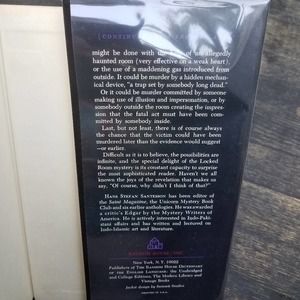 [CONTINUED
might be done with the help of an allegedly
haunted room (very effective on a weak heart),
or the use of a maddening gas introduced from
outside. It could be murder by a hidden mechan-
ical device, "a trap set by somebody long dead."
Or it could be murder committed by someone
making use of illusion and impersonation, or by
somebody outside the room creating the impres-
sion that the fatal act must have been com-
mitted by somebody inside.
Last, but not least, there is of course always
the chance that the victim could have been
murdered later than the evidence would suggest
—or earlier.
Difficult as it is to believe, the possibilities are
infinite, and the special delight of the Locked
Room mystery is its constant capacity to surprise
the most sophisticated reader. Haven't we all
known the joys of the revelation that makes us
say, "Of course, why didn't I think of that?"
HANS STEFAN SANTESSON has been editor of
the Saint Magazine, the Unicorn Mystery Book
Club and six earlier anthologies. He was awarded
a critic's Edgar by the Mystery Writers of
America. He is actively interested in Indo-Paki-
stani affairs and has written and lectured on
Indo-Islamic art and literature.
RANDOM HOUSE, INC.
New York, N.Y. 10022
Publishers of THE RANDOM HOUSE DICTIONARY
OF THE ENGLISH LANGUAGE: the Unabridged
and College Editions, The Modern Library and
Vintage Books
Jacket design by
PRINTED IN U.S.A.